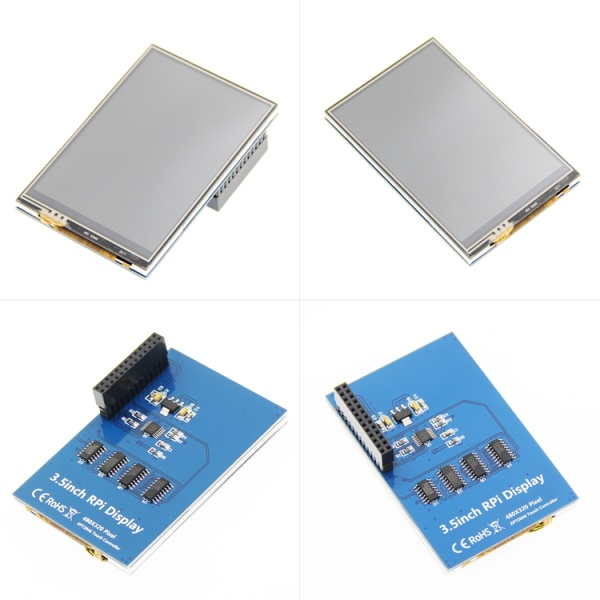 3.5inch RPi Display
480X320 Pixel
XPT2046 Touch Controller
CE RoHS
3.5inch RPi Display
480X320 Pixel
XPT2046 Touch Controller
CE RoHS